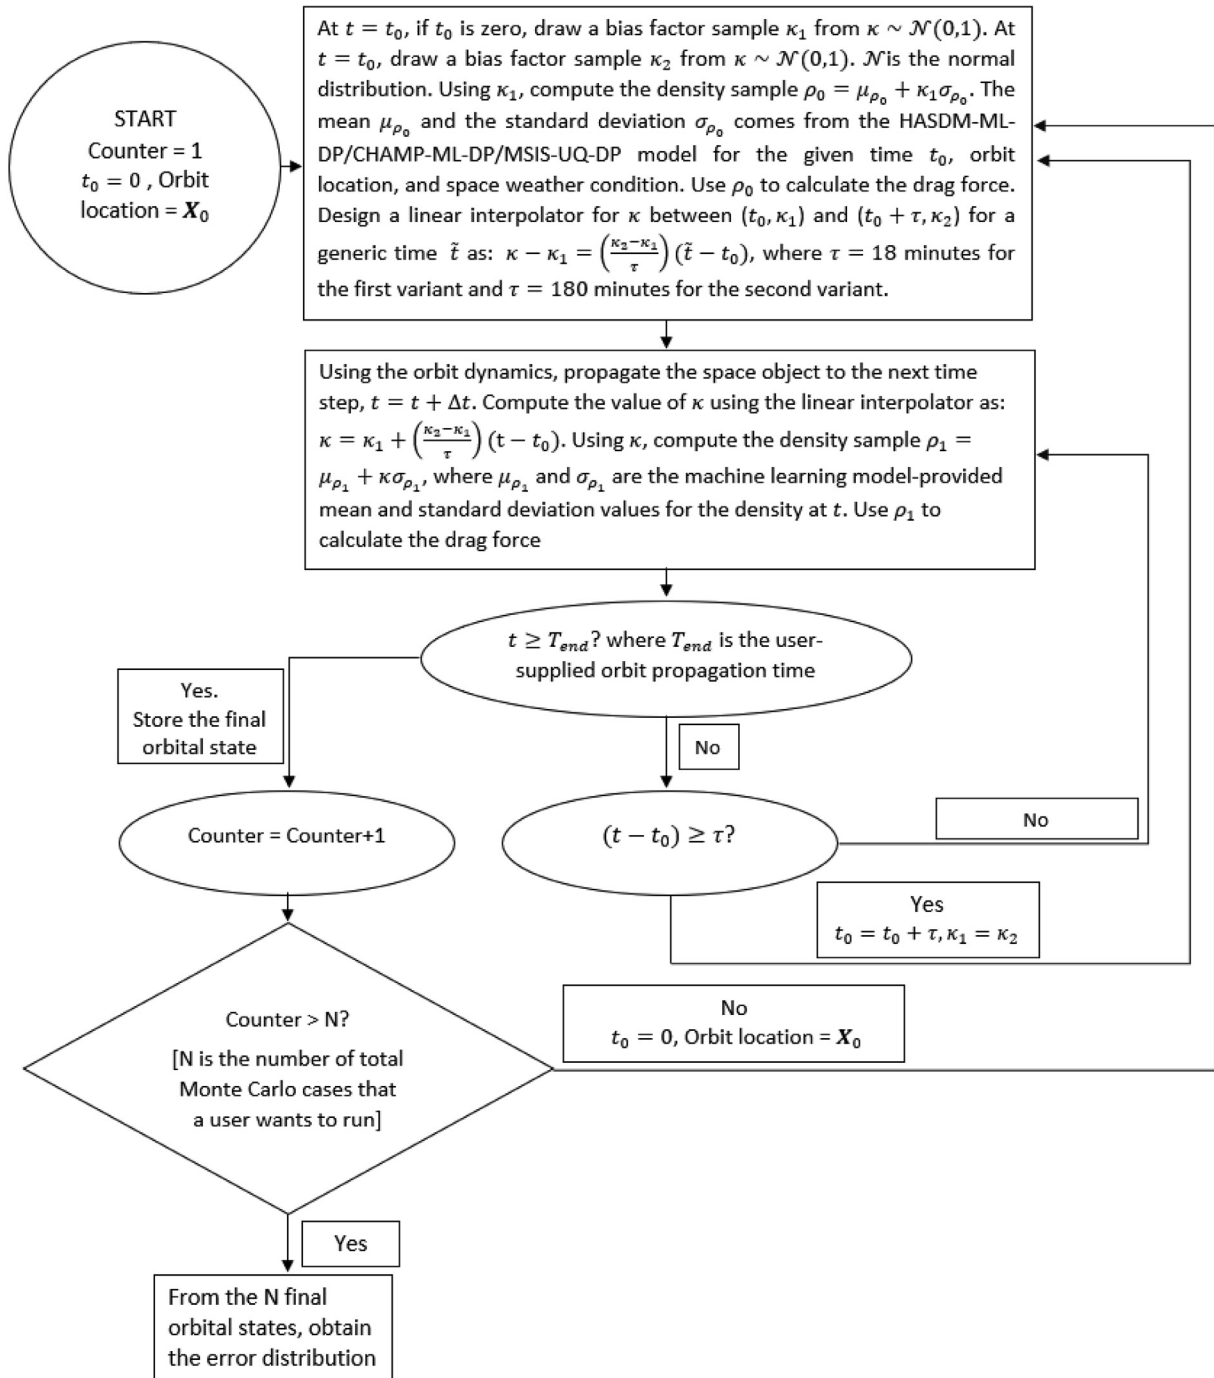 START
Counter = 1
t₀ = 0 , Orbit
location = X₀
At t = t₀, if t₀ is zero, draw a bias factor sample κ₁ from κ ~ 𝒩(0,1). At
t = t₀, draw a bias factor sample κ₂ from κ ~ 𝒩(0,1). 𝒩is the normal
distribution. Using κ₁, compute the density sample ρ₀ = μ_ρ₀ + κ₁σ_ρ₀. The
mean μ_ρ₀ and the standard deviation σ_ρ₀ comes from the HASDM-ML-
DP/CHAMP-ML-DP/MSIS-UQ-DP model for the given time t₀, orbit
location, and space weather condition. Use ρ₀ to calculate the drag force.
Design a linear interpolator for κ between (t₀, κ₁) and (t₀ + τ, κ₂) for a
generic time t̃ as: κ − κ₁ = ((κ₂−κ₁)/τ)(t̃ − t₀), where τ = 18 minutes for
the first variant and τ = 180 minutes for the second variant.
Using the orbit dynamics, propagate the space object to the next time
step, t = t + Δt. Compute the value of κ using the linear interpolator as:
κ = κ₁ + ((κ₂−κ₁)/τ)(t − t₀). Using κ, compute the density sample ρ₁ =
μ_ρ₁ + κσ_ρ₁, where μ_ρ₁ and σ_ρ₁ are the machine learning model-provided
mean and standard deviation values for the density at t. Use ρ₁ to
calculate the drag force
t ≥ T_end? where T_end is the user-
supplied orbit propagation time
Yes.
Store the final
orbital state
No
Counter = Counter+1
(t − t₀) ≥ τ?
No
Yes
t₀ = t₀ + τ, κ₁ = κ₂
Counter > N?
[N is the number of total
Monte Carlo cases that
a user wants to run]
No
t₀ = 0, Orbit location = X₀
Yes
From the N final
orbital states, obtain
the error distribution